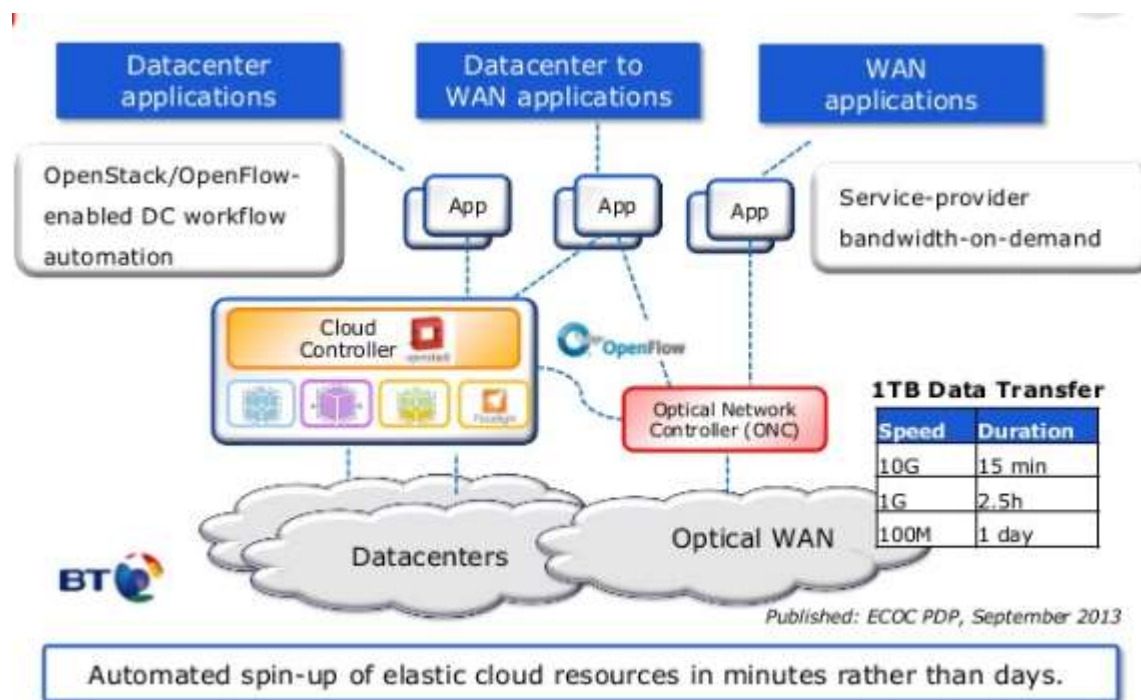 Datacenter
applications
Datacenter to
WAN applications
WAN
applications
OpenStack/OpenFlow-
enabled DC workflow
automation
App
App
App
Service-provider
bandwidth-on-demand
Cloud
Controller
openstack
Floodlight
OpenFlow
Optical Network
Controller (ONC)
1TB Data Transfer
Speed Duration
10G 15 min
1G 2.5h
100M 1 day
Datacenters
Optical WAN
BT
Published: ECOC PDP, September 2013
Automated spin-up of elastic cloud resources in minutes rather than days.